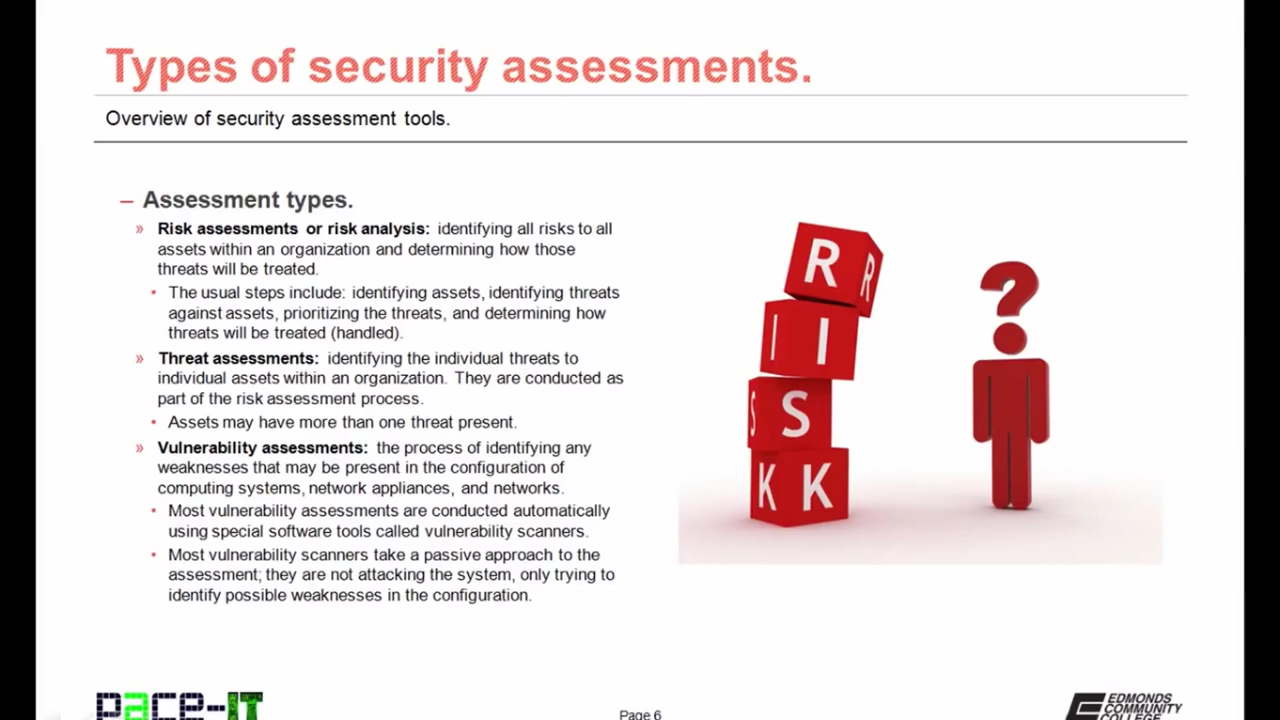 Types of security assessments.
Overview of security assessment tools.
– Assessment types.
» Risk assessments or risk analysis: identifying all risks to all
assets within an organization and determining how those
threats will be treated.
• The usual steps include: identifying assets, identifying threats
against assets, prioritizing the threats, and determining how
threats will be treated (handled).
» Threat assessments: identifying the individual threats to
individual assets within an organization. They are conducted as
part of the risk assessment process.
• Assets may have more than one threat present.
» Vulnerability assessments: the process of identifying any
weaknesses that may be present in the configuration of
computing systems, network appliances, and networks.
• Most vulnerability assessments are conducted automatically
using special software tools called vulnerability scanners.
• Most vulnerability scanners take a passive approach to the
assessment; they are not attacking the system, only trying to
identify possible weaknesses in the configuration.
R R
I I
S S
K K
?
pace-IT
Page 6
EDMONDS
COMMUNITY
COLLEGE